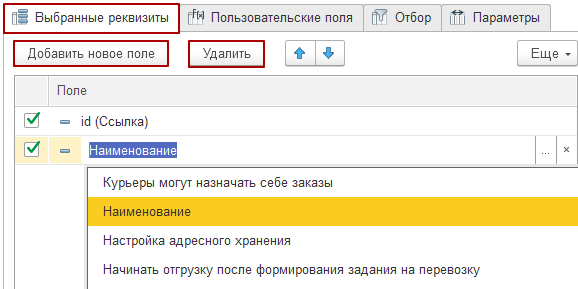 Выбранные реквизиты f(x) Пользовательские поля Отбор Параметры
Добавить новое поле Удалить Еще
Поле
id (Ссылка)
Наименование ... ×
Курьеры могут назначать себе заказы
Наименование
Настройка адресного хранения
Начинать отгрузку после формирования задания на перевозку